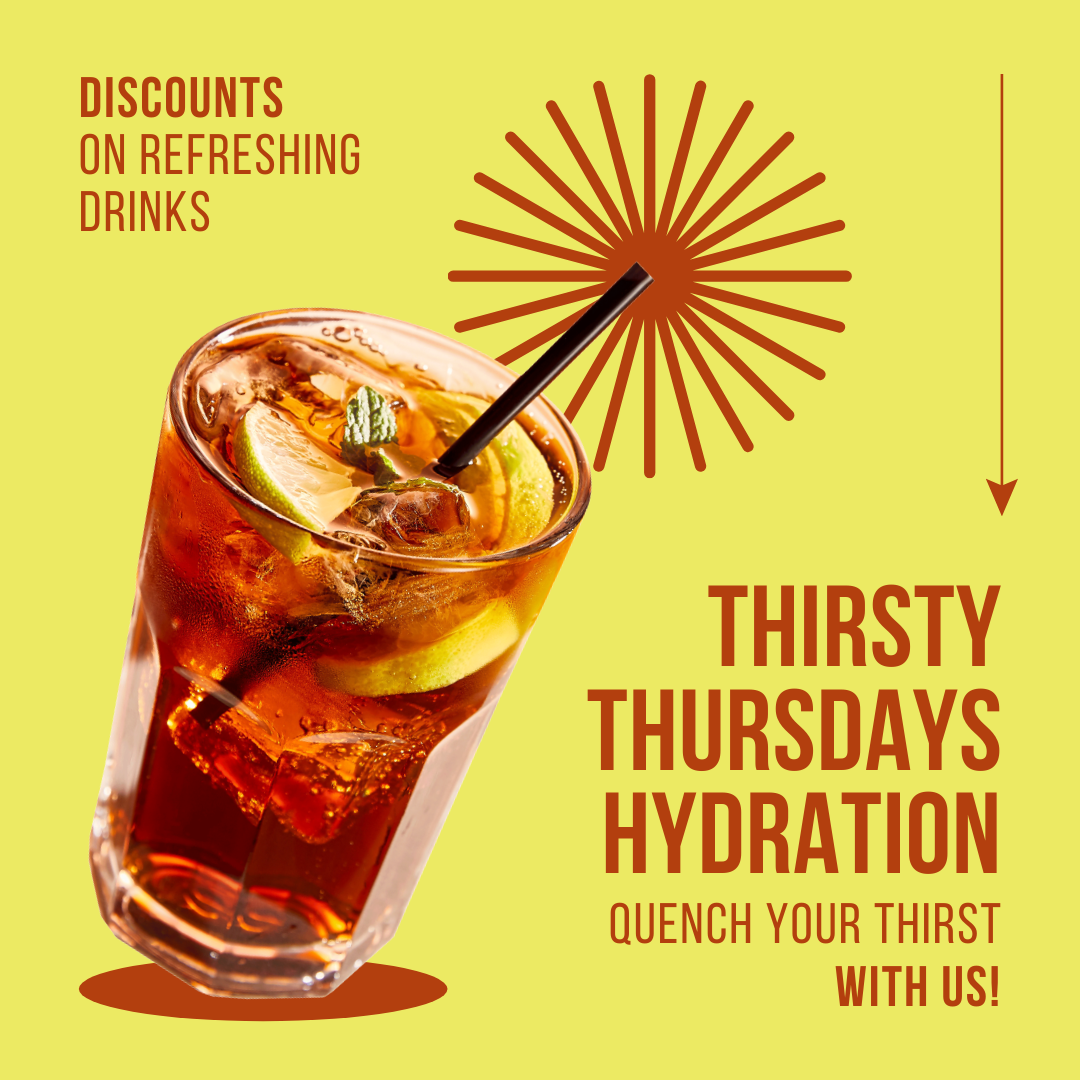 DISCOUNTS
ON REFRESHING
DRINKS
THIRSTY
THURSDAYS
HYDRATION
QUENCH YOUR THIRST
WITH US!